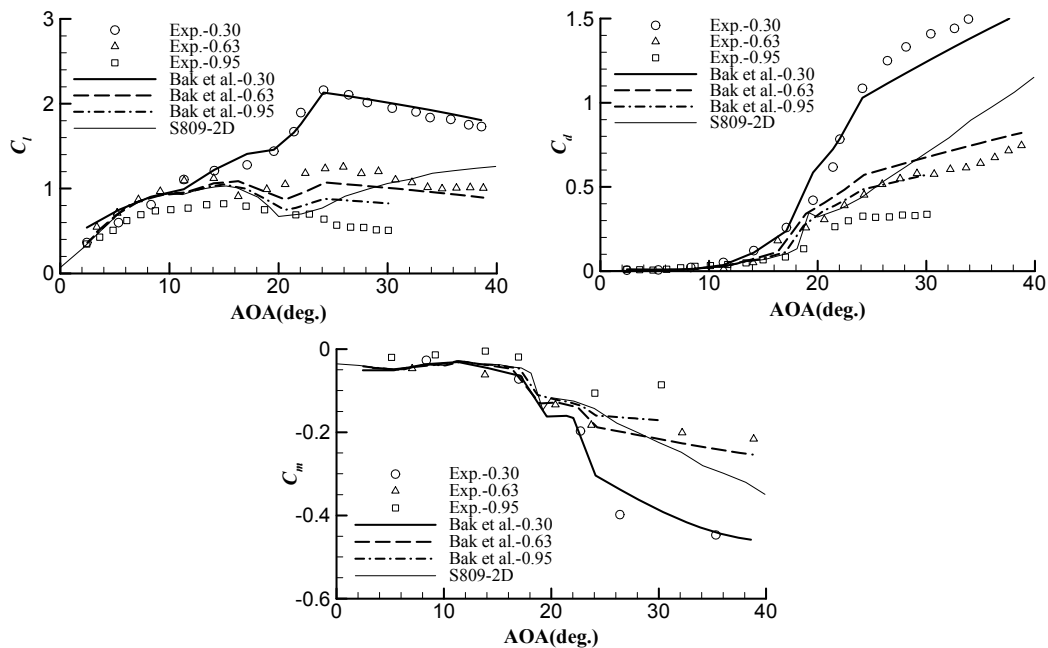 3
2
1
0
C_l
Exp.-0.30
Exp.-0.63
Exp.-0.95
Bak et al.-0.30
Bak et al.-0.63
Bak et al.-0.95
S809-2D
0 10 20 30 40
AOA(deg.)
1.5
1
0.5
0
C_d
Exp.-0.30
Exp.-0.63
Exp.-0.95
Bak et al.-0.30
Bak et al.-0.63
Bak et al.-0.95
S809-2D
0 10 20 30 40
AOA(deg.)
0
-0.2
-0.4
-0.6
C_m
Exp.-0.30
Exp.-0.63
Exp.-0.95
Bak et al.-0.30
Bak et al.-0.63
Bak et al.-0.95
S809-2D
0 10 20 30 40
AOA(deg.)